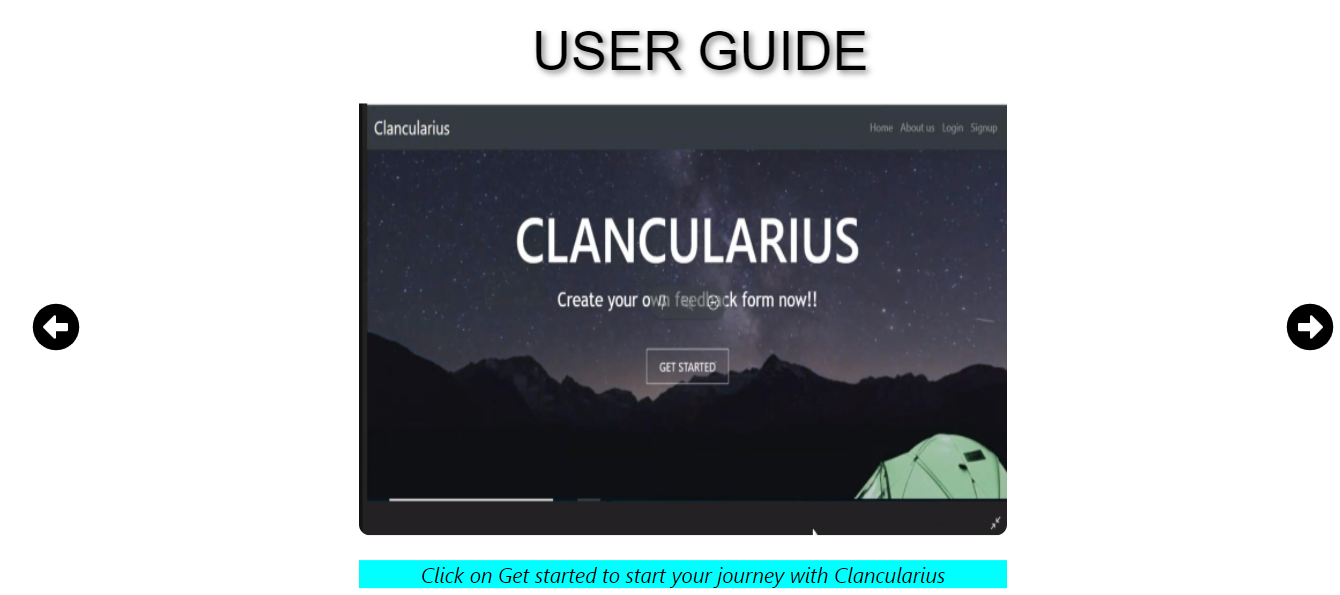 USER GUIDE
Clancularius
Home About us Login Signup
CLANCULARIUS
Create your own feedback form now!!
GET STARTED
Click on Get started to start your journey with Clancularius